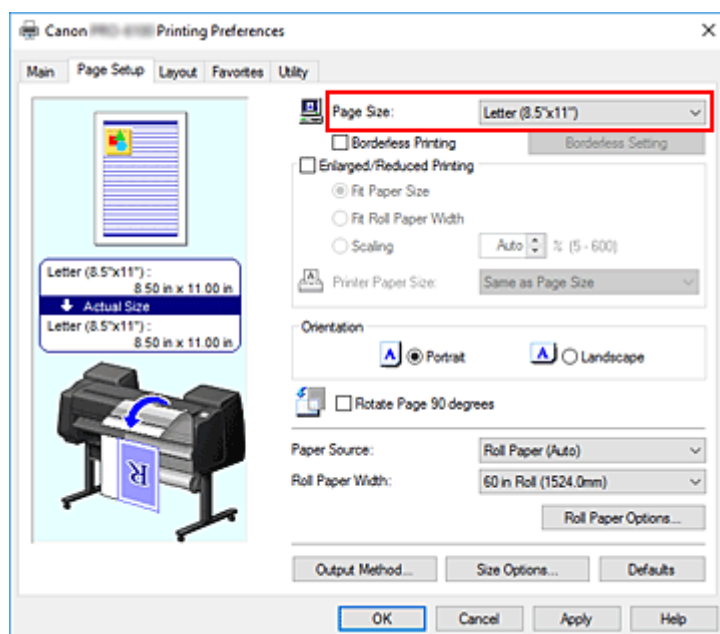 Canon Printing Preferences
Main Page Setup Layout Favorites Utility
Page Size: Letter (8.5"x11")
Borderless Printing Borderless Setting
Enlarged/Reduced Printing
Fit Paper Size
Fit Roll Paper Width
Scaling Auto % (5 - 600)
Printer Paper Size: Same as Page Size
Letter (8.5"x11") :
8.50 in x 11.00 in
Actual Size
Letter (8.5"x11") :
8.50 in x 11.00 in
Orientation
A Portrait A Landscape
Rotate Page 90 degrees
Paper Source: Roll Paper (Auto)
Roll Paper Width: 60 in Roll (1524.0mm)
Roll Paper Options...
R
Output Method... Size Options... Defaults
OK Cancel Apply Help